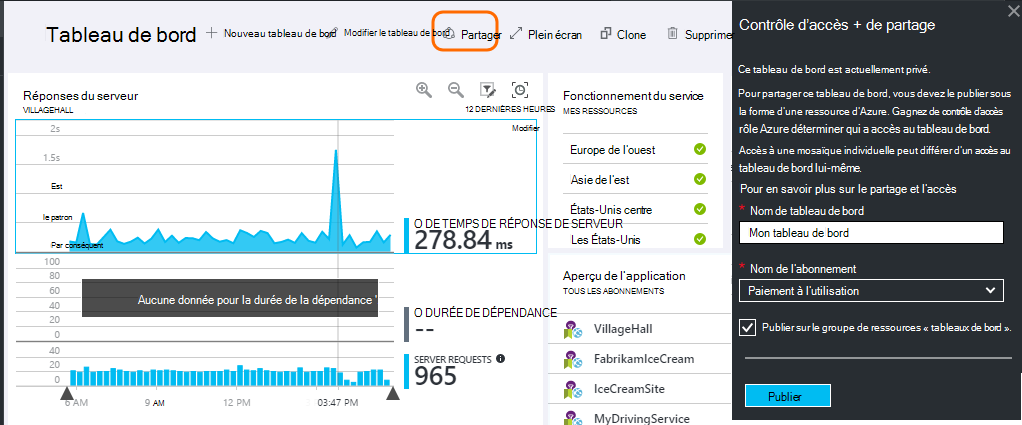 Tableau de bord
Nouveau tableau de bord
Modifier le tableau de bord
Partager
Plein écran
Clone
Supprimer
Réponses du serveur
VILLAGEHALL
12 DERNIÈRES HEURES
Modifier
2s
1.5s
Est
le patron
Par conséquent
O DE TEMPS DE RÉPONSE DE SERVEUR
278.84 ms
100
80
60
40
20
0
Aucune donnée pour la durée de la dépendance '
O DURÉE DE DÉPENDANCE
--
40
20
0
SERVER REQUESTS
965
6 AM
9 AM
12 PM
03:47 PM
Fonctionnement du service
MES RESSOURCES
Europe de l'ouest
Asie de l'est
États-Unis centre
Les États-Unis
Aperçu de l'application
TOUS LES ABONNEMENTS
VillageHall
FabrikamIceCream
IceCreamSite
MyDrivingService
Contrôle d'accès + de partage
Ce tableau de bord est actuellement privé.
Pour partager ce tableau de bord, vous devez le publier sous
la forme d'une ressource d'Azure. Gagnez de contrôle d'accès
rôle Azure déterminer qui a accès au tableau de bord.
Accès à une mosaïque individuelle peut différer d'un accès au
tableau de bord lui-même.
Pour en savoir plus sur le partage et l'accès
* Nom de tableau de bord
Mon tableau de bord
* Nom de l'abonnement
Paiement à l'utilisation
Publier sur le groupe de ressources « tableaux de bord ».
Publier